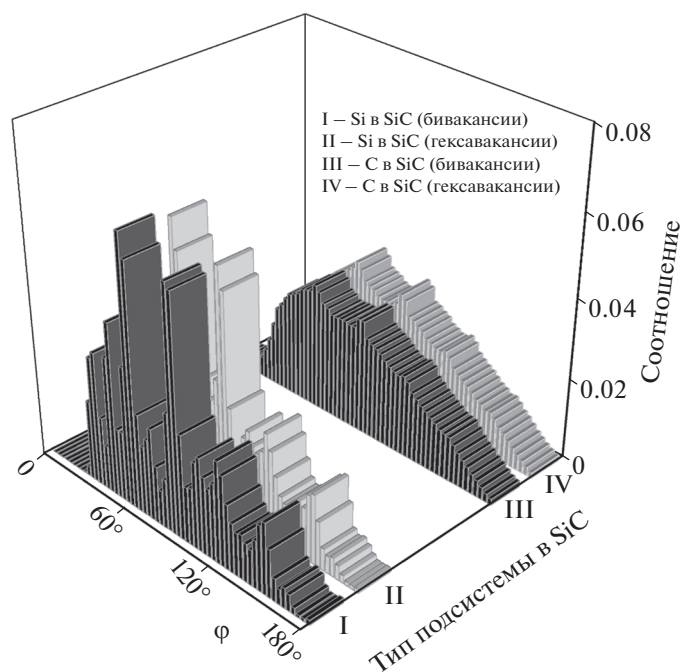 I – Si в SiC (бивакансии)
II – Si в SiC (гексавакансии)
III – C в SiC (бивакансии)
IV – C в SiC (гексавакансии)
0.08
0.06
0.04
0.02
0
Соотношение
0
60°
120°
180°
φ
I
II
III
IV
Тип подсистемы в SiC